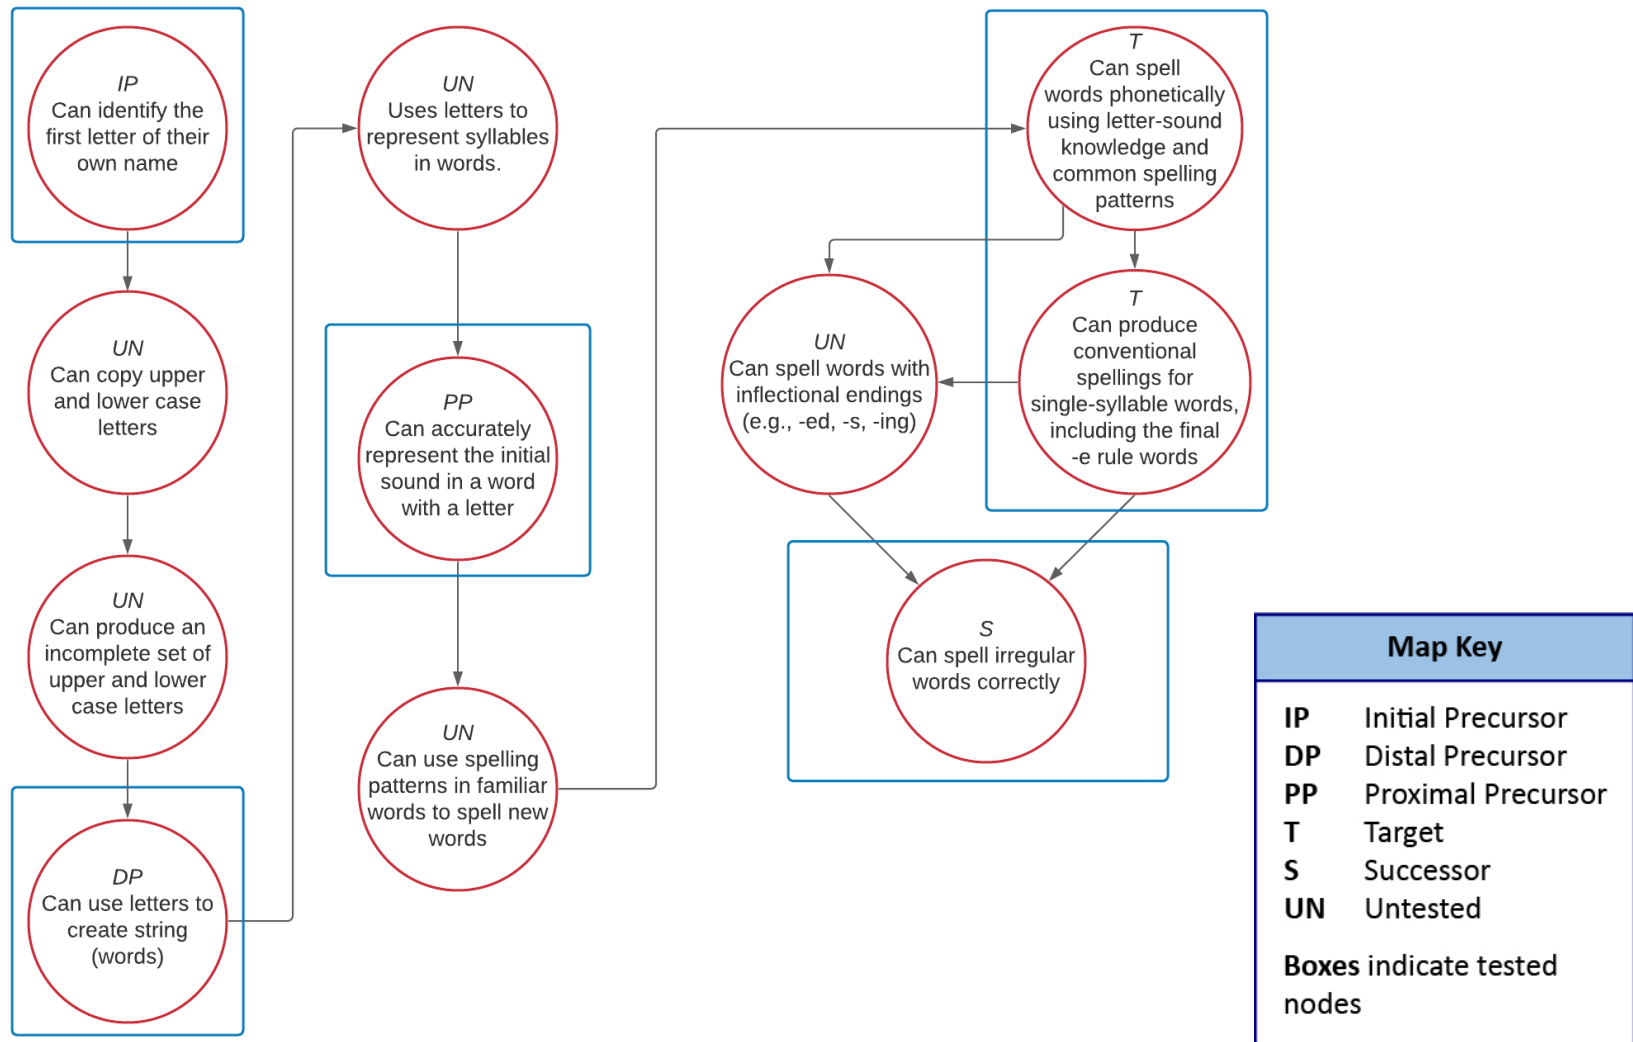 IP
Can identify the
first letter of their
own name
UN
Can copy upper
and lower case
letters
UN
Can produce an
incomplete set of
upper and lower
case letters
DP
Can use letters to
create string
(words)
UN
Uses letters to
represent syllables
in words.
PP
Can accurately
represent the initial
sound in a word
with a letter
UN
Can use spelling
patterns in familiar
words to spell new
words
T
Can spell
words phonetically
using letter-sound
knowledge and
common spelling
patterns
T
Can produce
conventional
spellings for
single-syllable words,
including the final
-e rule words
UN
Can spell words with
inflectional endings
(e.g., -ed, -s, -ing)
S
Can spell irregular
words correctly
Map Key
IP Initial Precursor
DP Distal Precursor
PP Proximal Precursor
T Target
S Successor
UN Untested
Boxes indicate tested
nodes